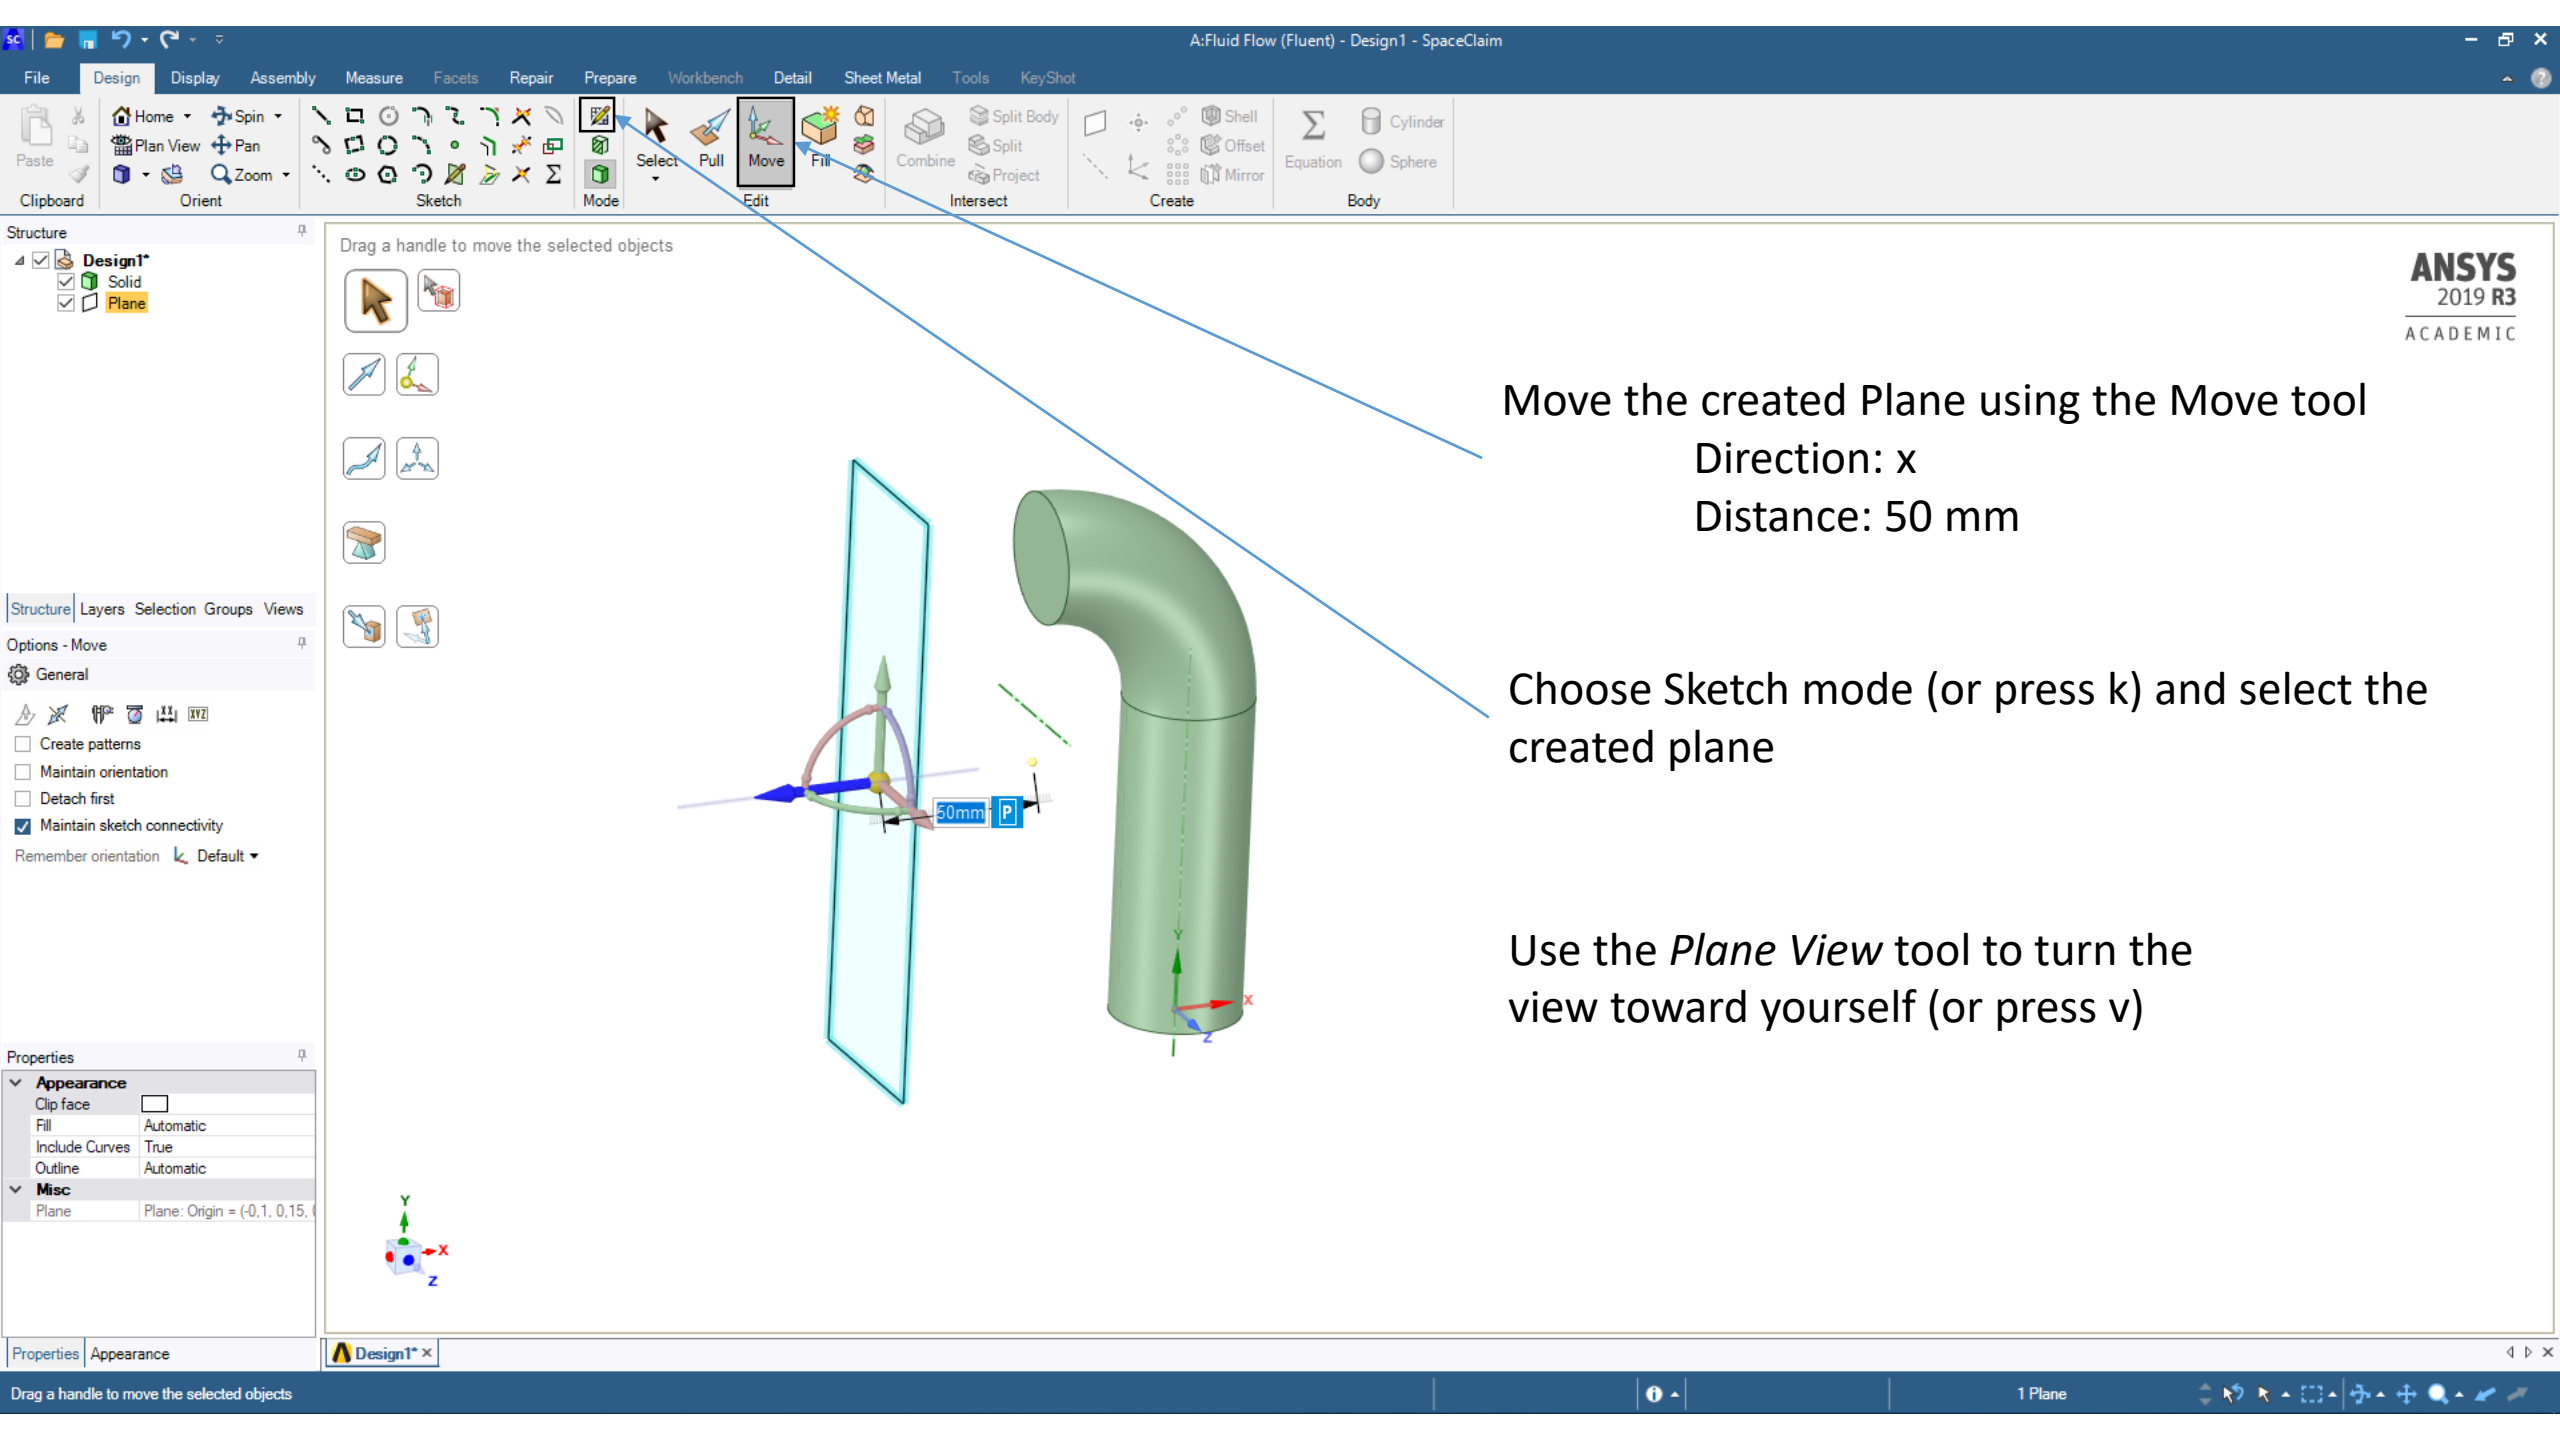 SC
A:Fluid Flow (Fluent) - Design1 - SpaceClaim
File Design Display Assembly Measure Facets Repair Prepare Workbench Detail Sheet Metal Tools KeyShot
Paste
Clipboard
Home Spin
Plan View Pan
Zoom
Orient
Sketch
Mode
Select Pull Move Fill
Edit
Combine
Split Body
Split
Project
Intersect
Shell
Offset
Mirror
Create
Equation
Cylinder
Sphere
Body
Structure
Design1*
Solid
Plane
Structure Layers Selection Groups Views
Options - Move
General
XYZ
Create patterns
Maintain orientation
Detach first
Maintain sketch connectivity
Remember orientation Default
Properties
Appearance
Clip face
Fill Automatic
Include Curves True
Outline Automatic
Misc
Plane Plane: Origin = (-0,1, 0,15,
Properties Appearance
Drag a handle to move the selected objects
ANSYS
2019 R3
ACADEMIC
Move the created Plane using the Move tool
Direction: x
Distance: 50 mm
Choose Sketch mode (or press k) and select the
created plane
Use the Plane View tool to turn the
view toward yourself (or press v)
50mm P
Y
X
Z
Y
X
Z
Design1*
Drag a handle to move the selected objects
1 Plane